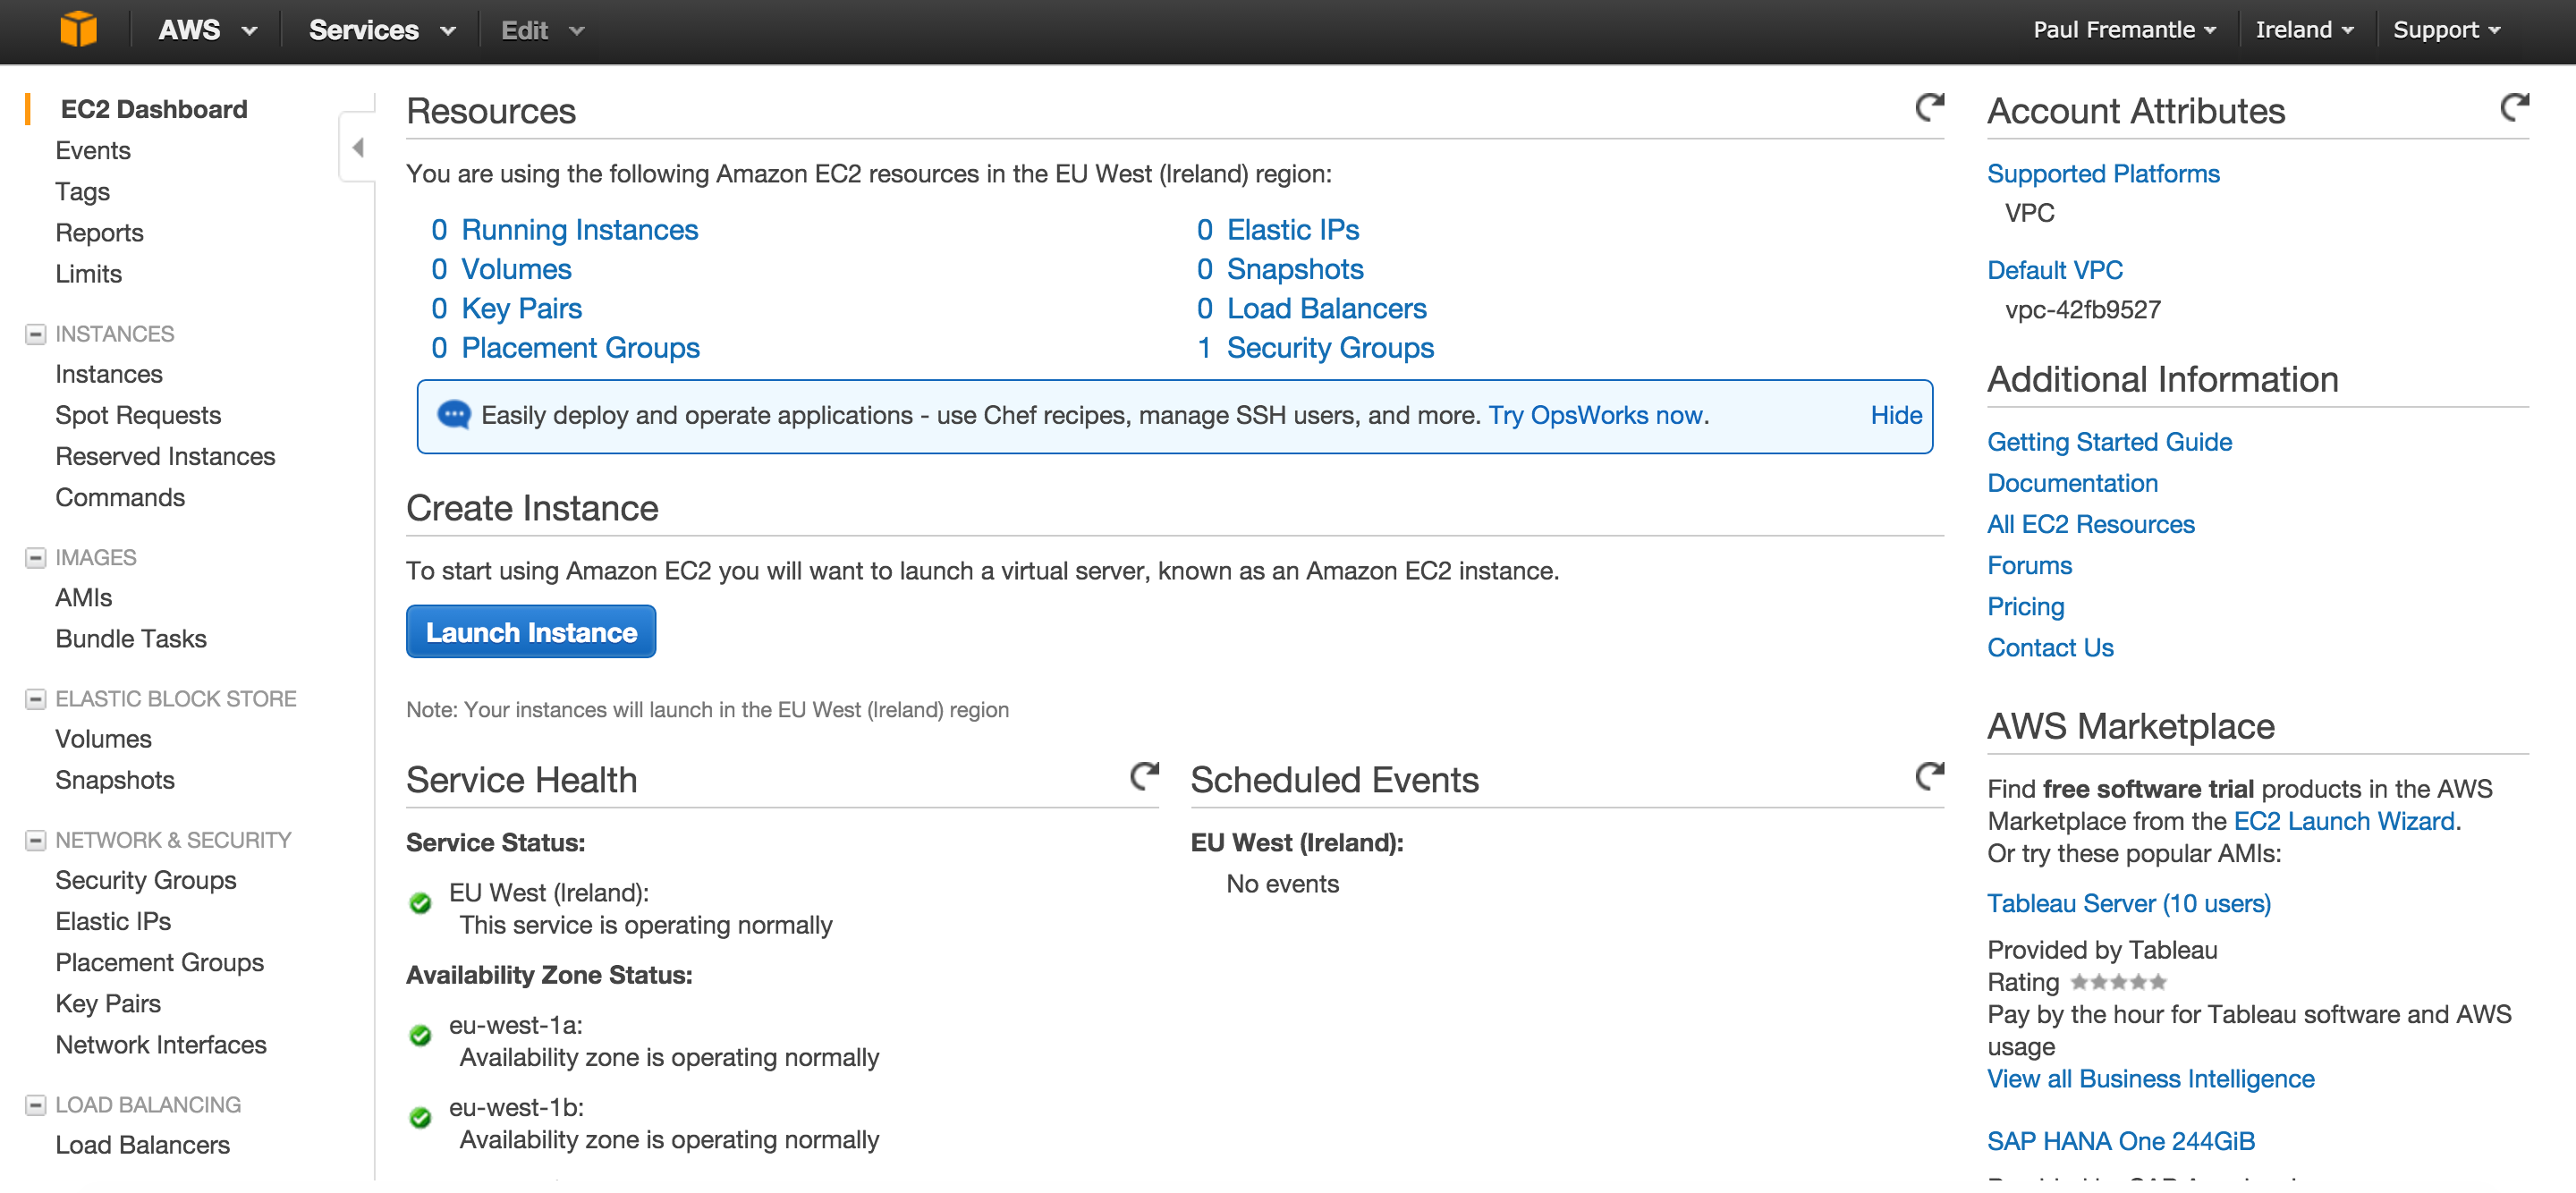 AWS
Services
Edit
Paul Fremantle
Ireland
Support
EC2 Dashboard
Events
Tags
Reports
Limits
INSTANCES
Instances
Spot Requests
Reserved Instances
Commands
IMAGES
AMIs
Bundle Tasks
ELASTIC BLOCK STORE
Volumes
Snapshots
NETWORK & SECURITY
Security Groups
Elastic IPs
Placement Groups
Key Pairs
Network Interfaces
LOAD BALANCING
Load Balancers
Resources
You are using the following Amazon EC2 resources in the EU West (Ireland) region:
0 Running Instances
0 Elastic IPs
0 Volumes
0 Snapshots
0 Key Pairs
0 Load Balancers
0 Placement Groups
1 Security Groups
Easily deploy and operate applications - use Chef recipes, manage SSH users, and more. Try OpsWorks now.
Hide
Create Instance
To start using Amazon EC2 you will want to launch a virtual server, known as an Amazon EC2 instance.
Launch Instance
Note: Your instances will launch in the EU West (Ireland) region
Service Health
Service Status:
EU West (Ireland):
This service is operating normally
Availability Zone Status:
eu-west-1a:
Availability zone is operating normally
eu-west-1b:
Availability zone is operating normally
Scheduled Events
EU West (Ireland):
No events
Account Attributes
Supported Platforms
VPC
Default VPC
vpc-42fb9527
Additional Information
Getting Started Guide
Documentation
All EC2 Resources
Forums
Pricing
Contact Us
AWS Marketplace
Find free software trial products in the AWS
Marketplace from the EC2 Launch Wizard.
Or try these popular AMIs:
Tableau Server (10 users)
Provided by Tableau
Rating
Pay by the hour for Tableau software and AWS
usage
View all Business Intelligence
SAP HANA One 244GiB